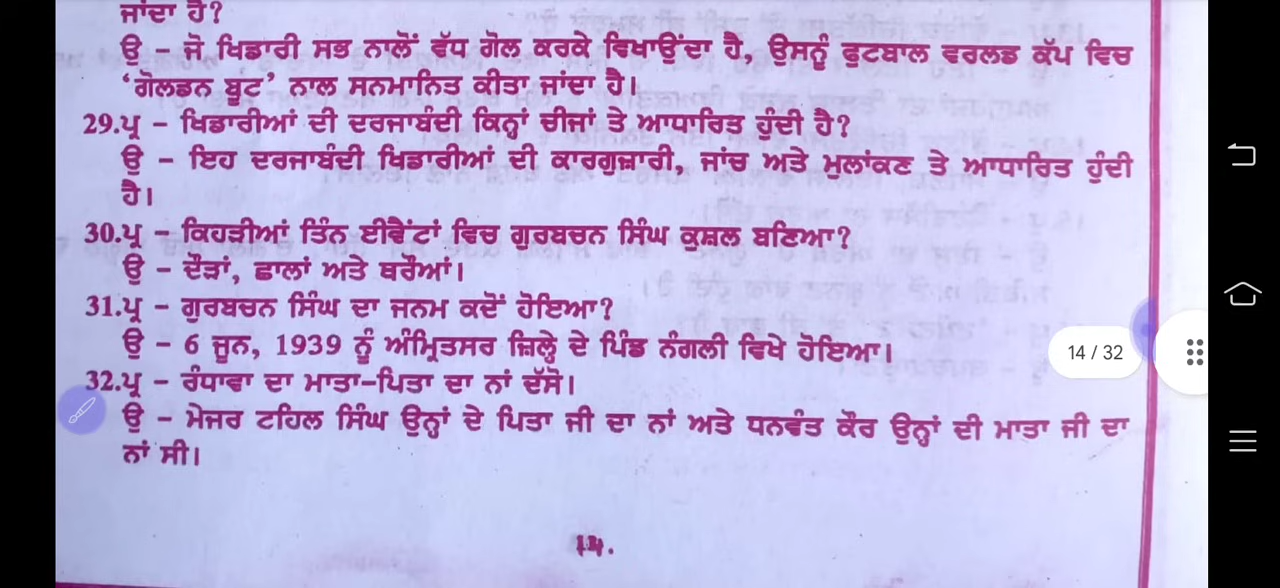 ਜਾਂਦਾ ਹੈ?
ਉ – ਜੋ ਖਿਡਾਰੀ ਸਭ ਨਾਲੋਂ ਵੱਧ ਗੋਲ ਕਰਕੇ ਵਿਖਾਉਂਦਾ ਹੈ, ਉਸਨੂੰ ਫੁਟਬਾਲ ਵਰਲਡ ਕੱਪ ਵਿਚ
‘ਗੋਲਡਨ ਬੂਟ’ ਨਾਲ ਸਨਮਾਨਿਤ ਕੀਤਾ ਜਾਂਦਾ ਹੈ।
29.ਪ੍ਰ – ਖਿਡਾਰੀਆਂ ਦੀ ਦਰਜਾਬੰਦੀ ਕਿਨ੍ਹਾਂ ਚੀਜ਼ਾਂ ਤੇ ਆਧਾਰਿਤ ਹੁੰਦੀ ਹੈ?
ਉ – ਇਹ ਦਰਜਾਬੰਦੀ ਖਿਡਾਰੀਆਂ ਦੀ ਕਾਰਗੁਜ਼ਾਰੀ, ਜਾਂਚ ਅਤੇ ਮੁਲਾਂਕਣ ਤੇ ਆਧਾਰਿਤ ਹੁੰਦੀ
ਹੈ।
30.ਪ੍ਰ – ਕਿਹੜੀਆਂ ਤਿੰਨ ਈਵੈਂਟਾਂ ਵਿਚ ਗੁਰਬਚਨ ਸਿੰਘ ਕੁਸ਼ਲ ਬਣਿਆ?
ਉ – ਦੌੜਾਂ, ਛਾਲਾਂ ਅਤੇ ਥਰੋਆਂ।
31.ਪ੍ਰ – ਗੁਰਬਚਨ ਸਿੰਘ ਦਾ ਜਨਮ ਕਦੋਂ ਹੋਇਆ?
ਉ – 6 ਜੂਨ, 1939 ਨੂੰ ਅੰਮ੍ਰਿਤਸਰ ਜ਼ਿਲ੍ਹੇ ਦੇ ਪਿੰਡ ਨੰਗਲੀ ਵਿਖੇ ਹੋਇਆ।
14 / 32
32.ਪ੍ਰ – ਰੰਧਾਵਾ ਦਾ ਮਾਤਾ-ਪਿਤਾ ਦਾ ਨਾਂ ਦੱਸੋ।
ਉ – ਮੇਜਰ ਟਹਿਲ ਸਿੰਘ ਉਨ੍ਹਾਂ ਦੇ ਪਿਤਾ ਜੀ ਦਾ ਨਾਂ ਅਤੇ ਧਨਵੰਤ ਕੌਰ ਉਨ੍ਹਾਂ ਦੀ ਮਾਤਾ ਜੀ ਦਾ
ਨਾਂ ਸੀ।